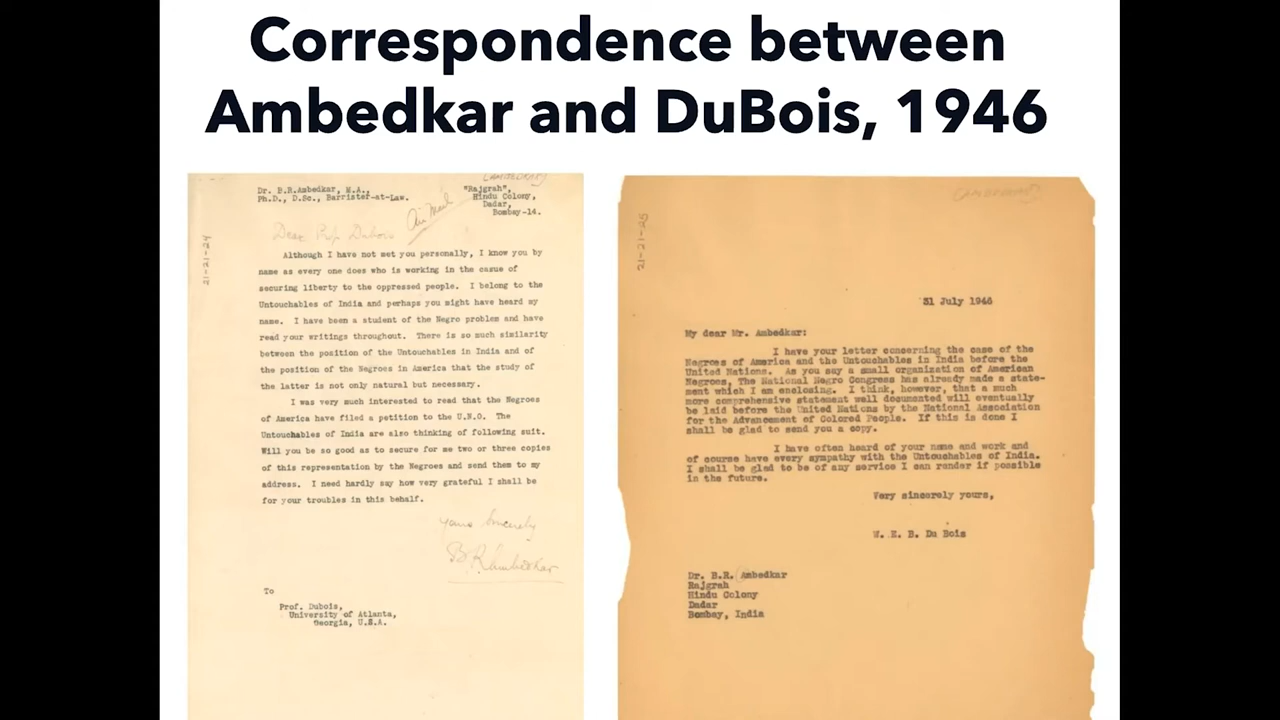 Correspondence between
Ambedkar and DuBois, 1946
(AMBEDKAR)
Dr. B.R.Ambedkar, M.A.,
Ph.D., D.Sc., Barrister-at-Law.
"Rajgrah",
Hindu Colony,
Dadar,
Bombay-14.
Air Mail
Dear Prof. Dubois
21-21-24
Although I have not met you personally, I know you by
name as every one does who is working in the casue of
securing liberty to the oppressed people. I belong to the
Untouchables of India and perhaps you might have heard my
name. I have been a student of the Negro problem and have
read your writings throughout. There is so much similarity
between the position of the Untouchables in India and of
the position of the Negroes in America that the study of
the latter is not only natural but necessary.
I was very much interested to read that the Negroes
of America have filed a petition to the U.N.O. The
Untouchables of India are also thinking of following suit.
Will you be so good as to secure for me two or three copies
of this representation by the Negroes and send them to my
address. I need hardly say how very grateful I shall be
for your troubles in this behalf.
Yours sincerely
B R Ambedkar
To
Prof. Dubois,
University of Atlanta,
Georgia, U.S.A.
(AMBEDKAR)
21-21-25
31 July 1946
My dear Mr. Ambedkar:
I have your letter concerning the case of the
Negroes of America and the Untouchables in India before the
United Nations. As you say a small organization of American
Negroes, The National Negro Congress has already made a state-
ment which I am enclosing. I think, however, that a much
more comprehensive statement well documented will eventually
be laid before the United Nations by the National Association
for the Advancement of Colored People. If this is done I
shall be glad to send you a copy.
I have often heard of your name and work and
of course have every sympathy with the Untouchables of India.
I shall be glad to be of any service I can render if possible
in the future.
Very sincerely yours,
W. E. B. Du Bois
Dr. B.R. Ambedkar
Rajgrah
Hindu Colony
Dadar
Bombay, India